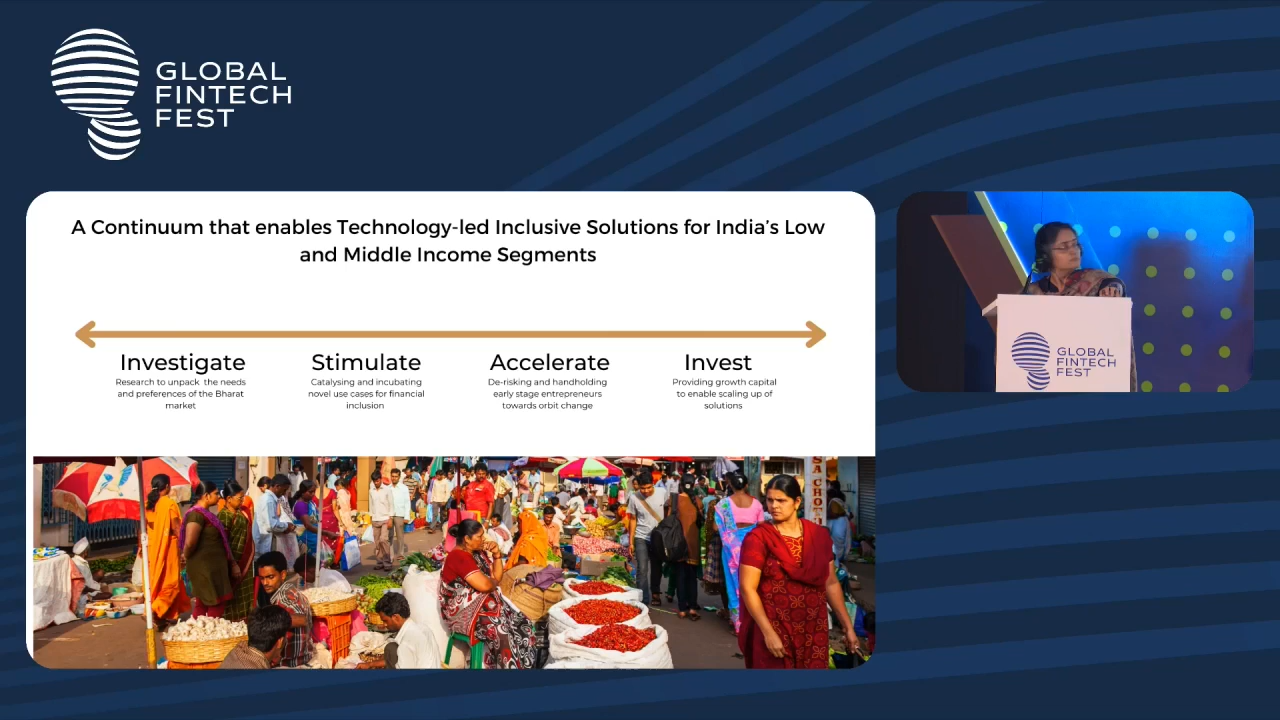 GLOBAL
FINTECH
FEST
A Continuum that enables Technology-led Inclusive Solutions for India's Low
and Middle Income Segments
Investigate
Research to unpack the needs
and preferences of the Bharat
market
Stimulate
Catalysing and incubating
novel use cases for financial
inclusion
Accelerate
De-risking and handholding
early stage entrepreneurs
towards orbit change
Invest
Providing growth capital
to enable scaling up of
solutions
GLOBAL
FINTECH
FEST